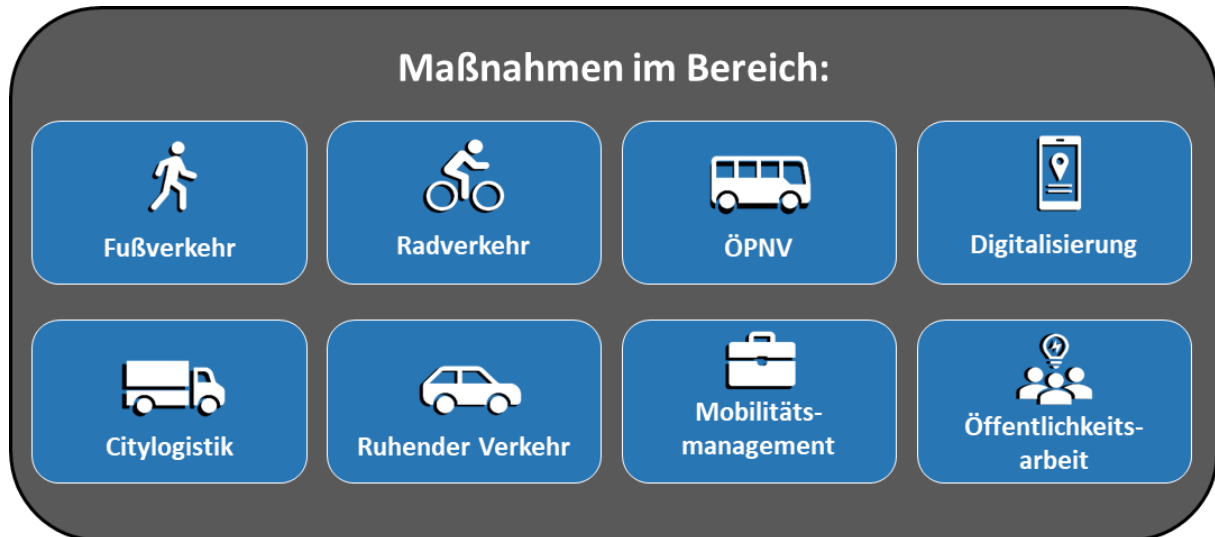 Maßnahmen im Bereich:
Fußverkehr
Radverkehr
ÖPNV
Digitalisierung
Citylogistik
Ruhender Verkehr
Mobilitäts-
management
Öffentlichkeits-
arbeit